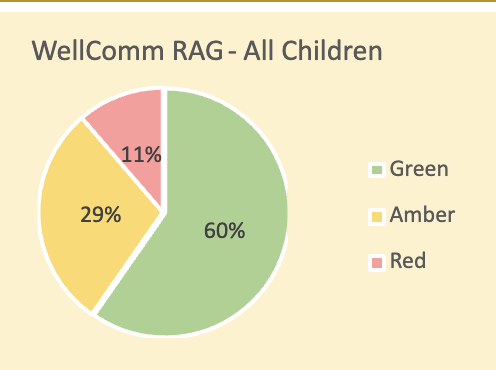 WellComm RAG - All Children
11%
29%
60%
Green
Amber
Red